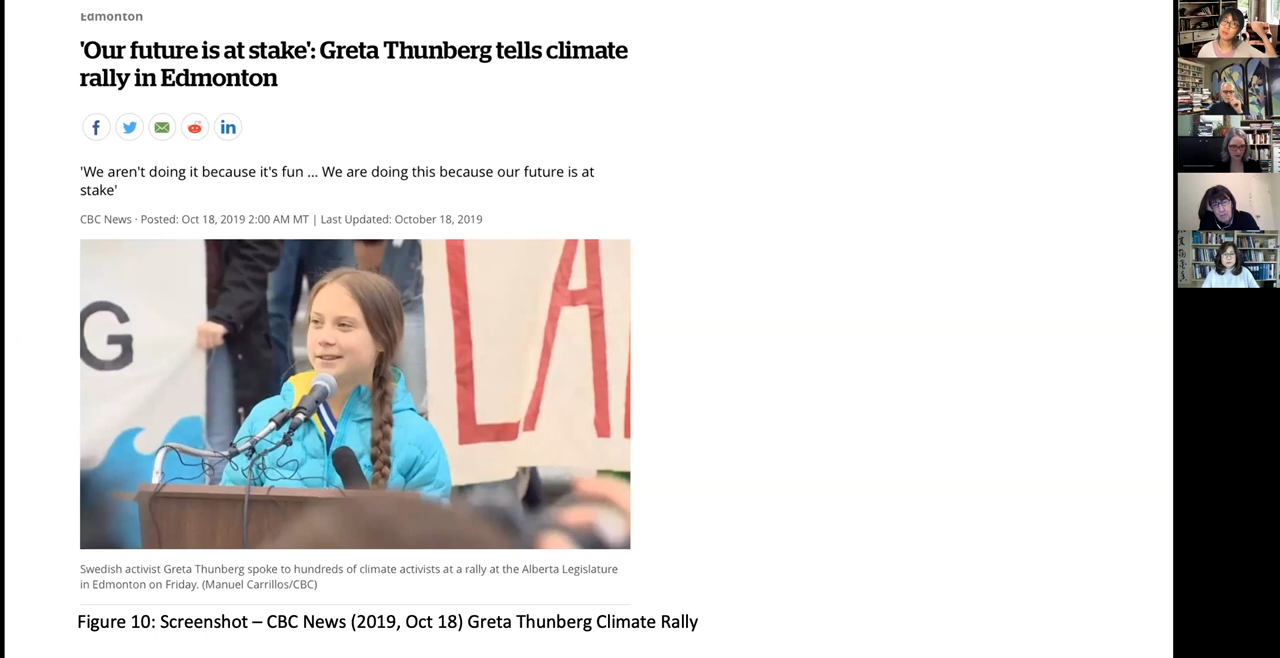 Edmonton
'Our future is at stake': Greta Thunberg tells climate
rally in Edmonton
'We aren't doing it because it's fun ... We are doing this because our future is at
stake'
CBC News · Posted: Oct 18, 2019 2:00 AM MT | Last Updated: October 18, 2019
G
LA
Swedish activist Greta Thunberg spoke to hundreds of climate activists at a rally at the Alberta Legislature
in Edmonton on Friday. (Manuel Carrillos/CBC)
Figure 10: Screenshot – CBC News (2019, Oct 18) Greta Thunberg Climate Rally